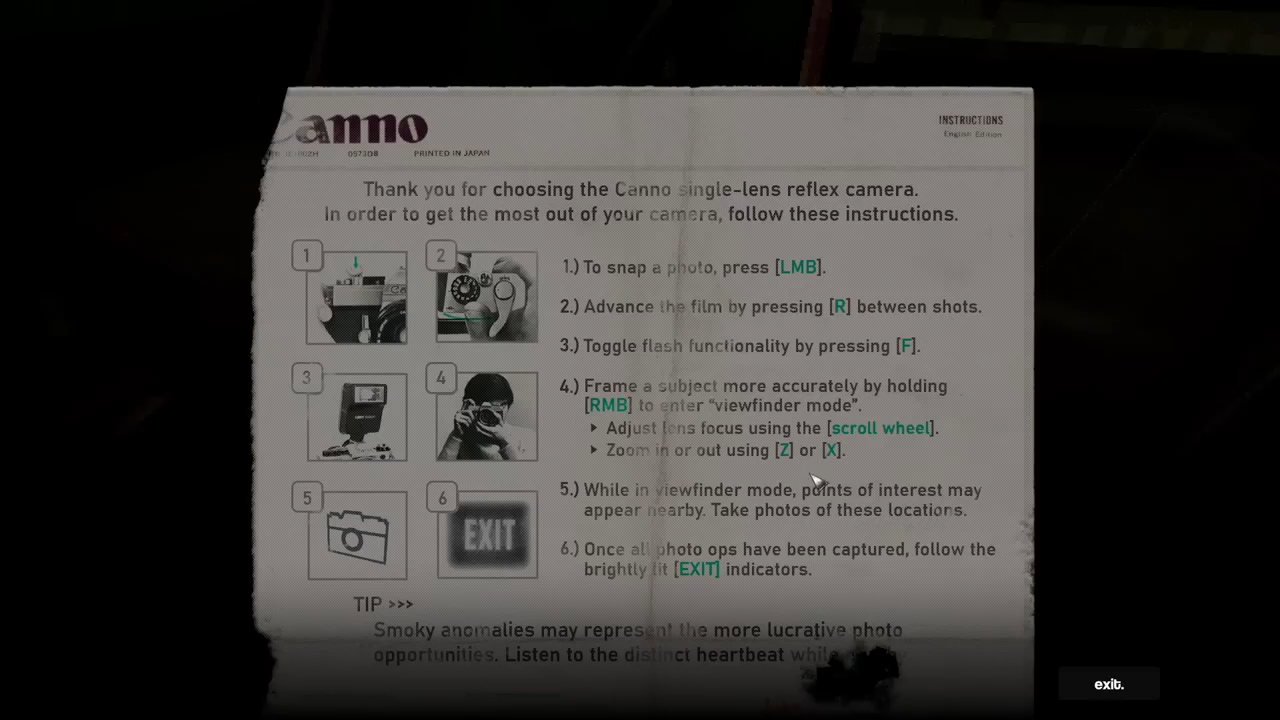 Canno
0573D8
PRINTED IN JAPAN
INSTRUCTIONS
English Edition
Thank you for choosing the Canno single-lens reflex camera.
In order to get the most out of your camera, follow these instructions.
1
2
3
4
5
6
EXIT
1.) To snap a photo, press [LMB].
2.) Advance the film by pressing [R] between shots.
3.) Toggle flash functionality by pressing [F].
4.) Frame a subject more accurately by holding
[RMB] to enter “viewfinder mode”.
‣ Adjust lens focus using the [scroll wheel].
‣ Zoom in or out using [Z] or [X].
5.) While in viewfinder mode, points of interest may
appear nearby. Take photos of these locations.
6.) Once all photo ops have been captured, follow the
brightly lit [EXIT] indicators.
TIP >>>
Smoky anomalies may represent the more lucrative photo
opportunities. Listen to the distinct heartbeat while
exit.